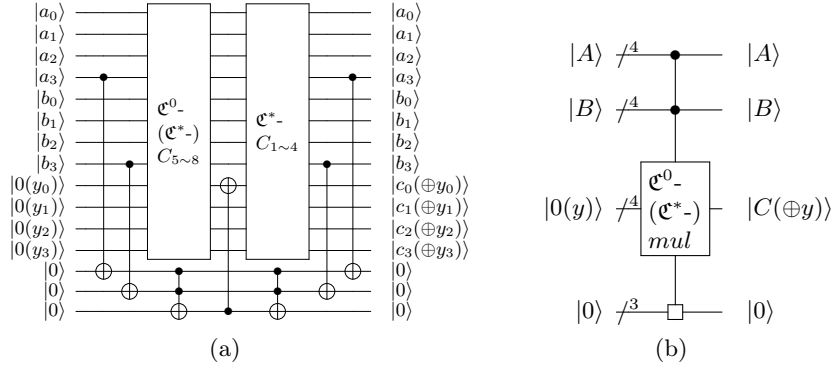 |a₀⟩ |a₀⟩
|a₁⟩ |a₁⟩
|a₂⟩ |a₂⟩
|a₃⟩ |a₃⟩
|b₀⟩ |b₀⟩
|b₁⟩ |b₁⟩
|b₂⟩ |b₂⟩
|b₃⟩ |b₃⟩
|0(y₀)⟩ |c₀(⊕y₀)⟩
|0(y₁)⟩ |c₁(⊕y₁)⟩
|0(y₂)⟩ |c₂(⊕y₂)⟩
|0(y₃)⟩ |c₃(⊕y₃)⟩
|0⟩ |0⟩
|0⟩ |0⟩
|0⟩ |0⟩
ℭ⁰-
(ℭ*-)
C₅∼₈
ℭ*-
C₁∼₄
(a)
|A⟩ 4 |A⟩
|B⟩ 4 |B⟩
|0(y)⟩ 4 |C(⊕y)⟩
ℭ⁰-
(ℭ*-)
mul
|0⟩ 3 |0⟩
(b)